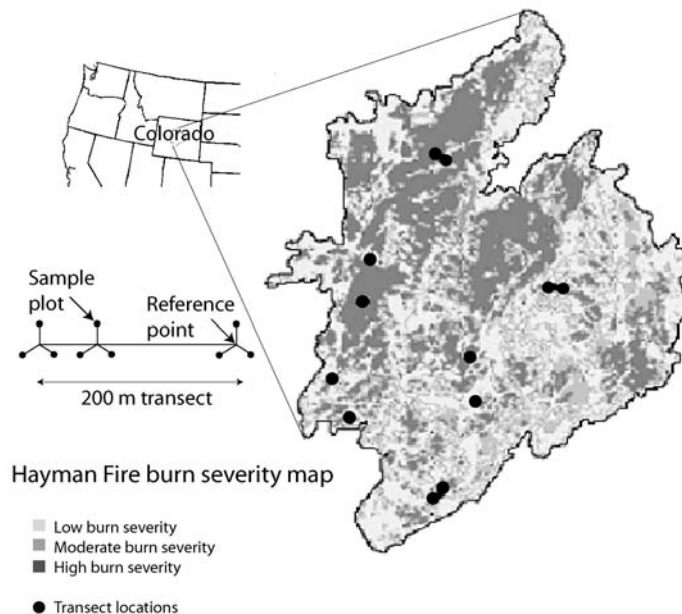 Colorado
Sample
plot
Reference
point
200 m transect
Hayman Fire burn severity map
Low burn severity
Moderate burn severity
High burn severity
Transect locations